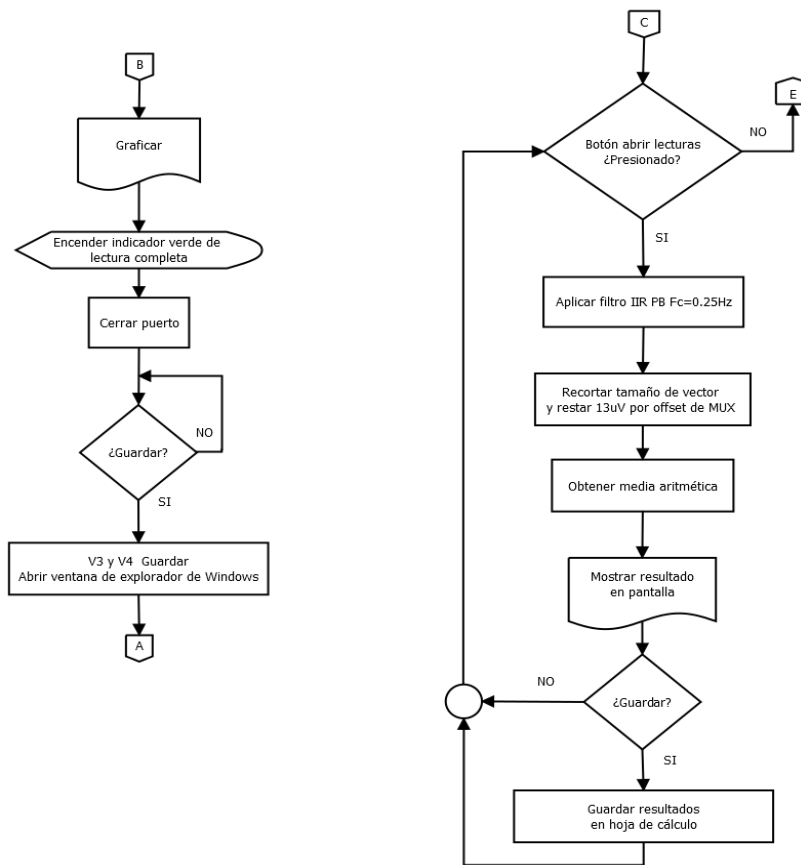 B
Graficar
Encender indicador verde de
lectura completa
Cerrar puerto
NO
¿Guardar?
SI
V3 y V4 Guardar
Abrir ventana de explorador de Windows
A
C
E
NO
Botón abrir lecturas
¿Presionado?
SI
Aplicar filtro IIR PB Fc=0.25Hz
Recortar tamaño de vector
y restar 13uV por offset de MUX
Obtener media aritmética
Mostrar resultado
en pantalla
NO
¿Guardar?
SI
Guardar resultados
en hoja de cálculo